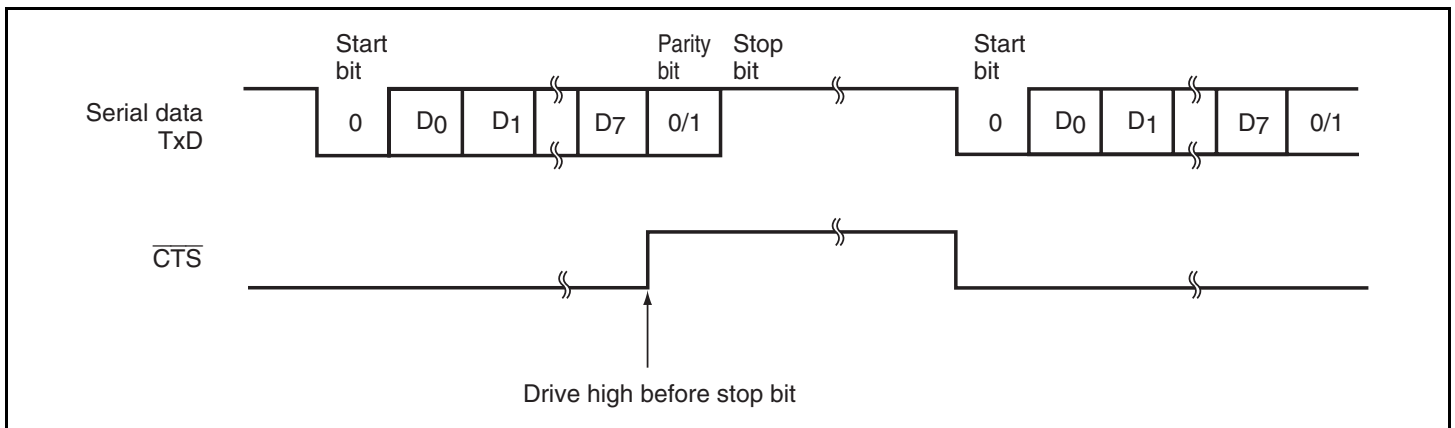 Start
bit
Parity
bit
Stop
bit
Start
bit
Serial data
TxD
0 D0 D1 D7 0/1 0 D0 D1 D7 0/1
CTS
Drive high before stop bit